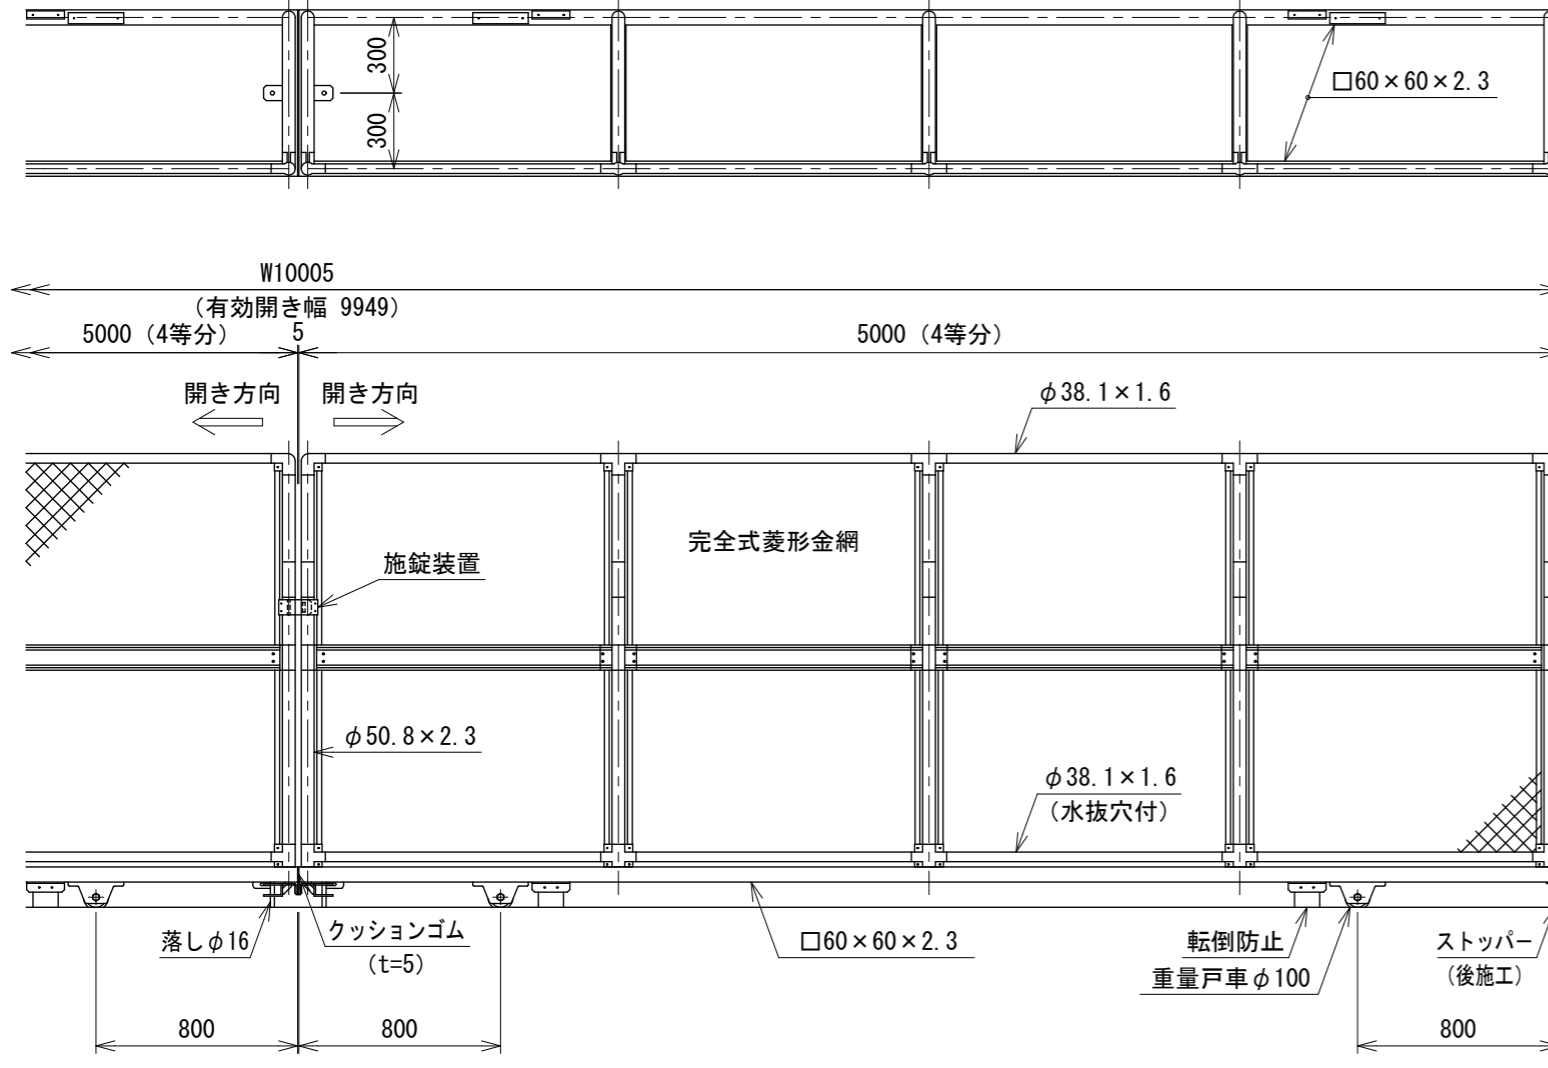 300
300
□60×60×2.3
W10005
（有効開き幅 9949）
5000（4等分）
5
5000（4等分）
開き方向
開き方向
φ38.1×1.6
完全式菱形金網
施錠装置
φ50.8×2.3
φ38.1×1.6
（水抜穴付）
落しφ16
クッションゴム
（t=5）
□60×60×2.3
転倒防止
重量戸車φ100
ストッパー
（後施工）
800
800
800